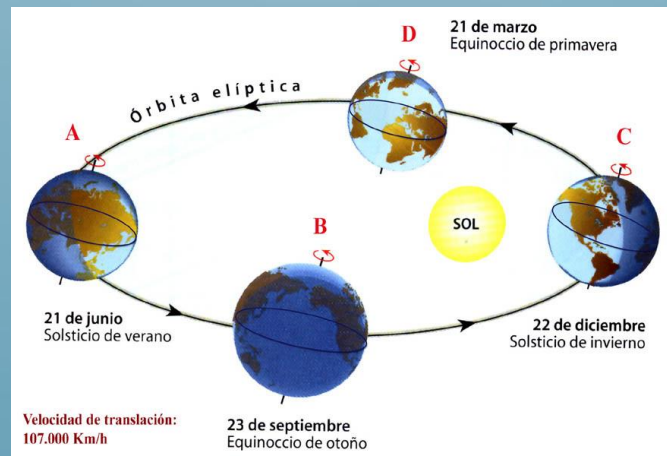 D
21 de marzo
Equinoccio de primavera
Órbita elíptica
A
C
SOL
B
21 de junio
Solsticio de verano
22 de diciembre
Solsticio de invierno
23 de septiembre
Equinoccio de otoño
Velocidad de translación:
107.000 Km/h